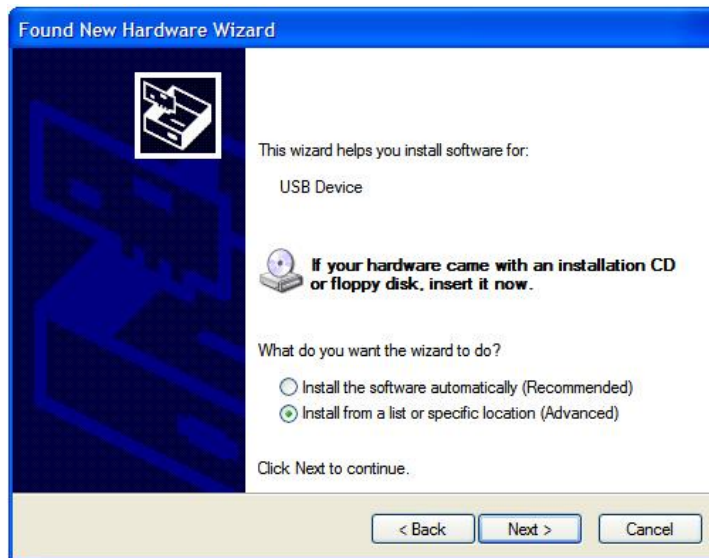 Found New Hardware Wizard
This wizard helps you install software for:
USB Device
If your hardware came with an installation CD
or floppy disk, insert it now.
What do you want the wizard to do?
Install the software automatically (Recommended)
Install from a list or specific location (Advanced)
Click Next to continue.
< Back Next > Cancel